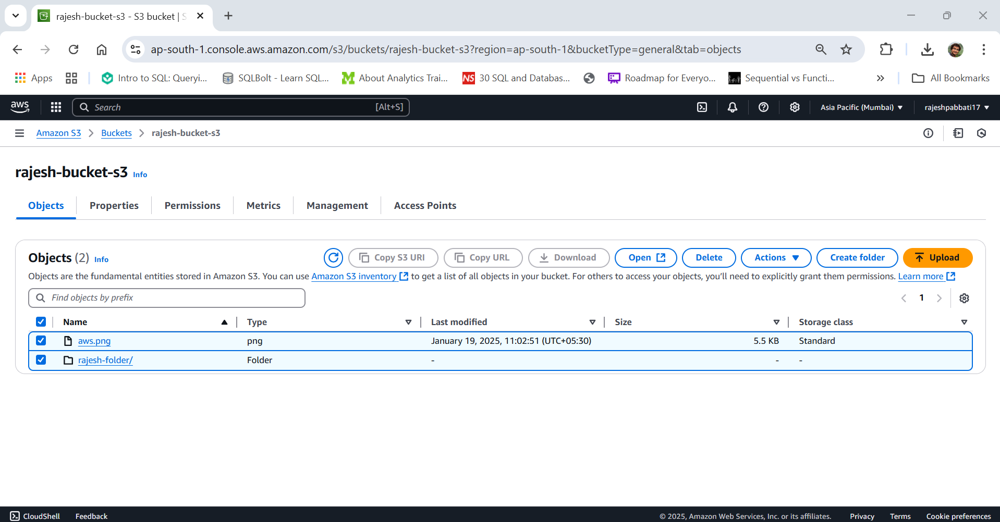 rajesh-bucket-s3 - S3 bucket | S
ap-south-1.console.aws.amazon.com/s3/buckets/rajesh-bucket-s3?region=ap-south-1&bucketType=general&tab=objects
Apps Intro to SQL: Queryi... SQLBolt - Learn SQL... About Analytics Trai... NS 30 SQL and Databas... Roadmap for Everyo... Sequential vs Functi... All Bookmarks
aws Search [Alt+S] Asia Pacific (Mumbai) rajeshpabbati17
Amazon S3 Buckets rajesh-bucket-s3
rajesh-bucket-s3 Info
Objects Properties Permissions Metrics Management Access Points
Objects (2) Info Copy S3 URI Copy URL Download Open Delete Actions Create folder Upload
Objects are the fundamental entities stored in Amazon S3. You can use Amazon S3 inventory to get a list of all objects in your bucket. For others to access your objects, you’ll need to explicitly grant them permissions. Learn more
Find objects by prefix 1
Name Type Last modified Size Storage class
aws.png png January 19, 2025, 11:02:51 (UTC+05:30) 5.5 KB Standard
rajesh-folder/ Folder - - -
CloudShell Feedback © 2025, Amazon Web Services, Inc. or its affiliates. Privacy Terms Cookie preferences